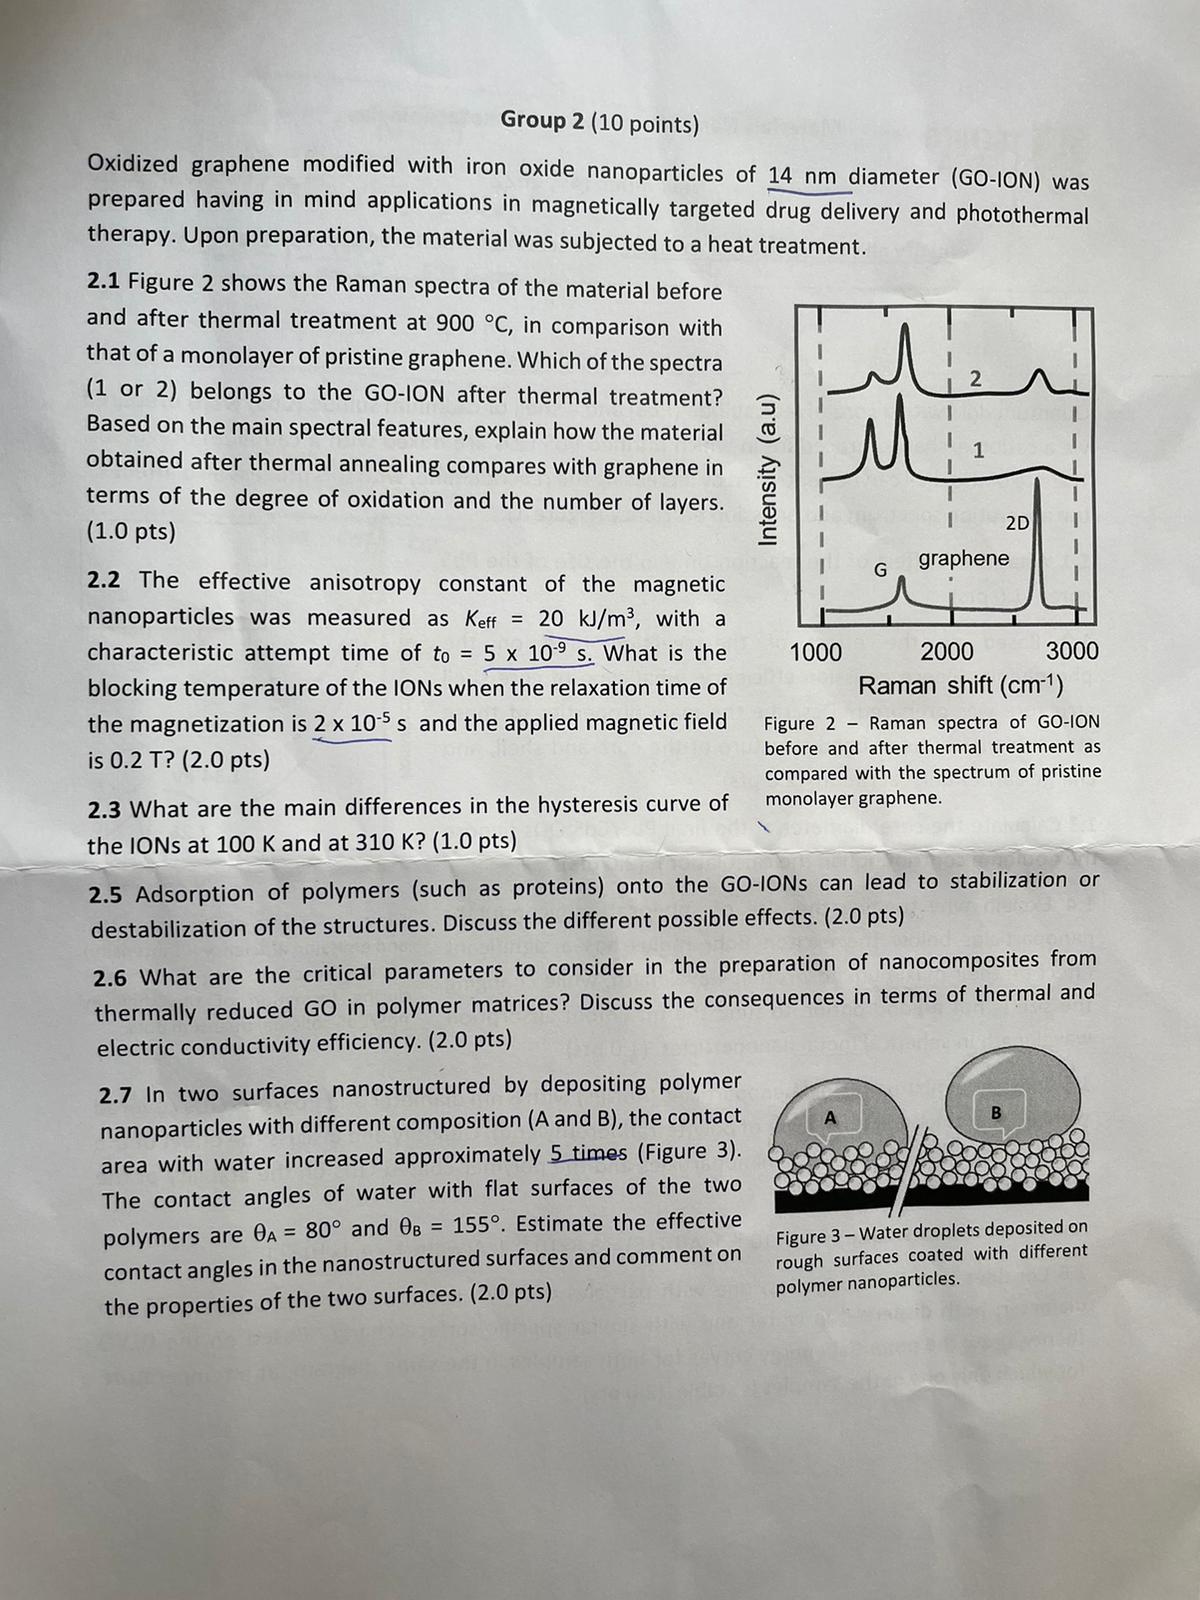 Group 2 (10 points)
Oxidized graphene modified with iron oxide nanoparticles of 14 nm diameter (GO-ION) was
prepared having in mind applications in magnetically targeted drug delivery and photothermal
therapy. Upon preparation, the material was subjected to a heat treatment.
2.1 Figure 2 shows the Raman spectra of the material before
and after thermal treatment at 900 °C, in comparison with
that of a monolayer of pristine graphene. Which of the spectra
(1 or 2) belongs to the GO-ION after thermal treatment?
Based on the main spectral features, explain how the material
obtained after thermal annealing compares with graphene in
terms of the degree of oxidation and the number of layers.
(1.0 pts)
2.2 The effective anisotropy constant of the magnetic
nanoparticles was measured as Keff = 20 kJ/m³, with a
characteristic attempt time of t0 = 5 x 10-9 s. What is the
blocking temperature of the IONs when the relaxation time of
the magnetization is 2 x 10-5 s and the applied magnetic field
is 0.2 T? (2.0 pts)
2.3 What are the main differences in the hysteresis curve of
the IONs at 100 K and at 310 K? (1.0 pts)
Intensity (a.u)
2
1
2D
G
graphene
1000 2000 3000
Raman shift (cm-1)
Figure 2 – Raman spectra of GO-ION
before and after thermal treatment as
compared with the spectrum of pristine
monolayer graphene.
2.5 Adsorption of polymers (such as proteins) onto the GO-IONs can lead to stabilization or
destabilization of the structures. Discuss the different possible effects. (2.0 pts)
2.6 What are the critical parameters to consider in the preparation of nanocomposites from
thermally reduced GO in polymer matrices? Discuss the consequences in terms of thermal and
electric conductivity efficiency. (2.0 pts)
2.7 In two surfaces nanostructured by depositing polymer
nanoparticles with different composition (A and B), the contact
area with water increased approximately 5 times (Figure 3).
The contact angles of water with flat surfaces of the two
polymers are θA = 80° and θB = 155°. Estimate the effective
contact angles in the nanostructured surfaces and comment on
the properties of the two surfaces. (2.0 pts)
A
B
Figure 3 – Water droplets deposited on
rough surfaces coated with different
polymer nanoparticles.